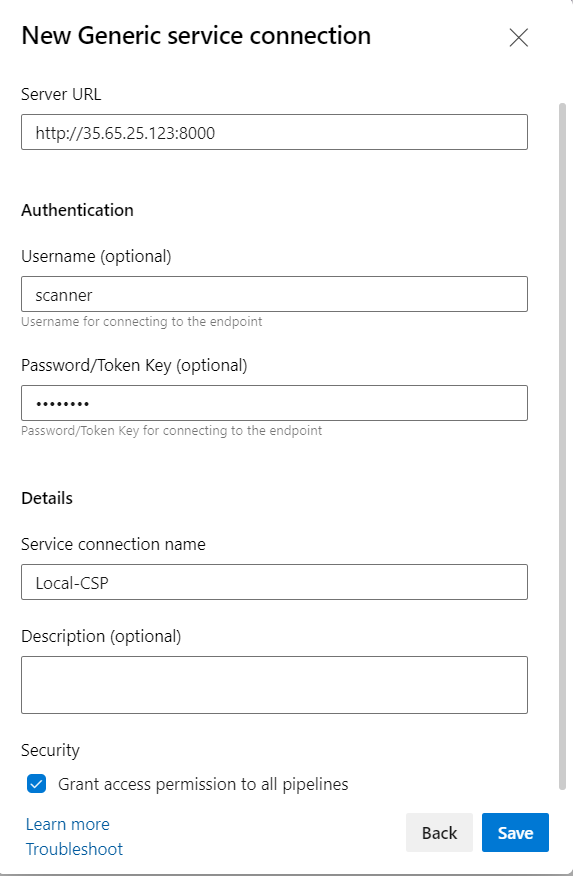 New Generic service connection
Server URL
http://35.65.25.123:8000
Authentication
Username (optional)
scanner
Username for connecting to the endpoint
Password/Token Key (optional)
••••••••
Password/Token Key for connecting to the endpoint
Details
Service connection name
Local-CSP
Description (optional)
Security
Grant access permission to all pipelines
Learn more
Troubleshoot
Back
Save